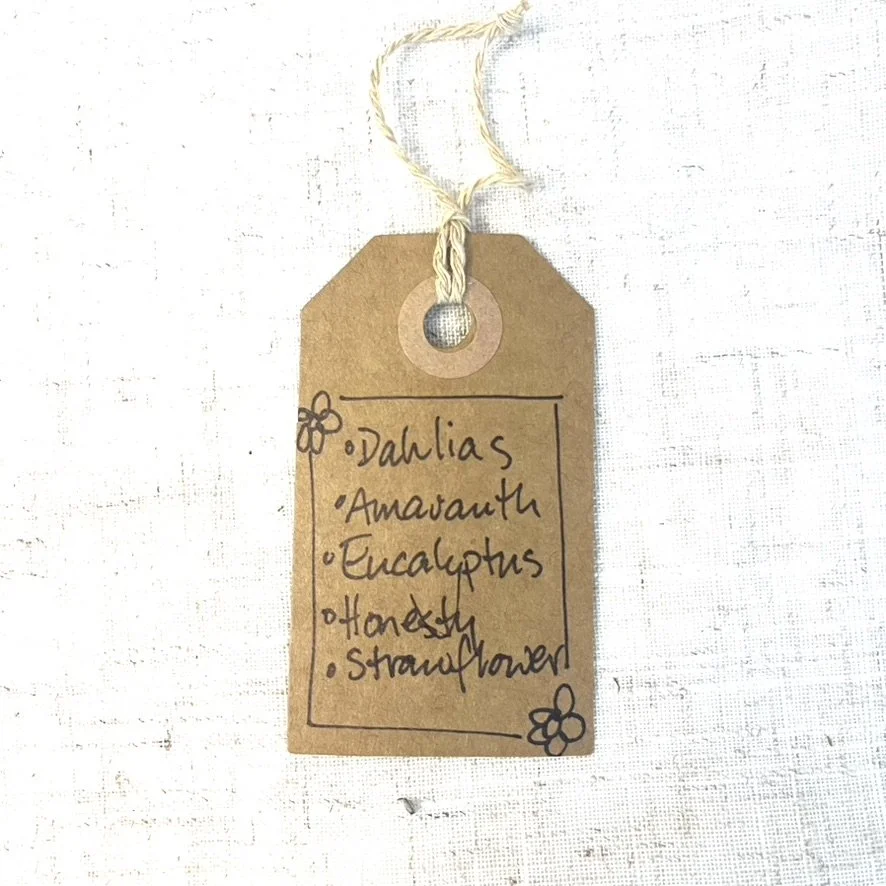 •Dahlias
•Amaranth
•Eucalyptus
•Honesty
•Strawflower